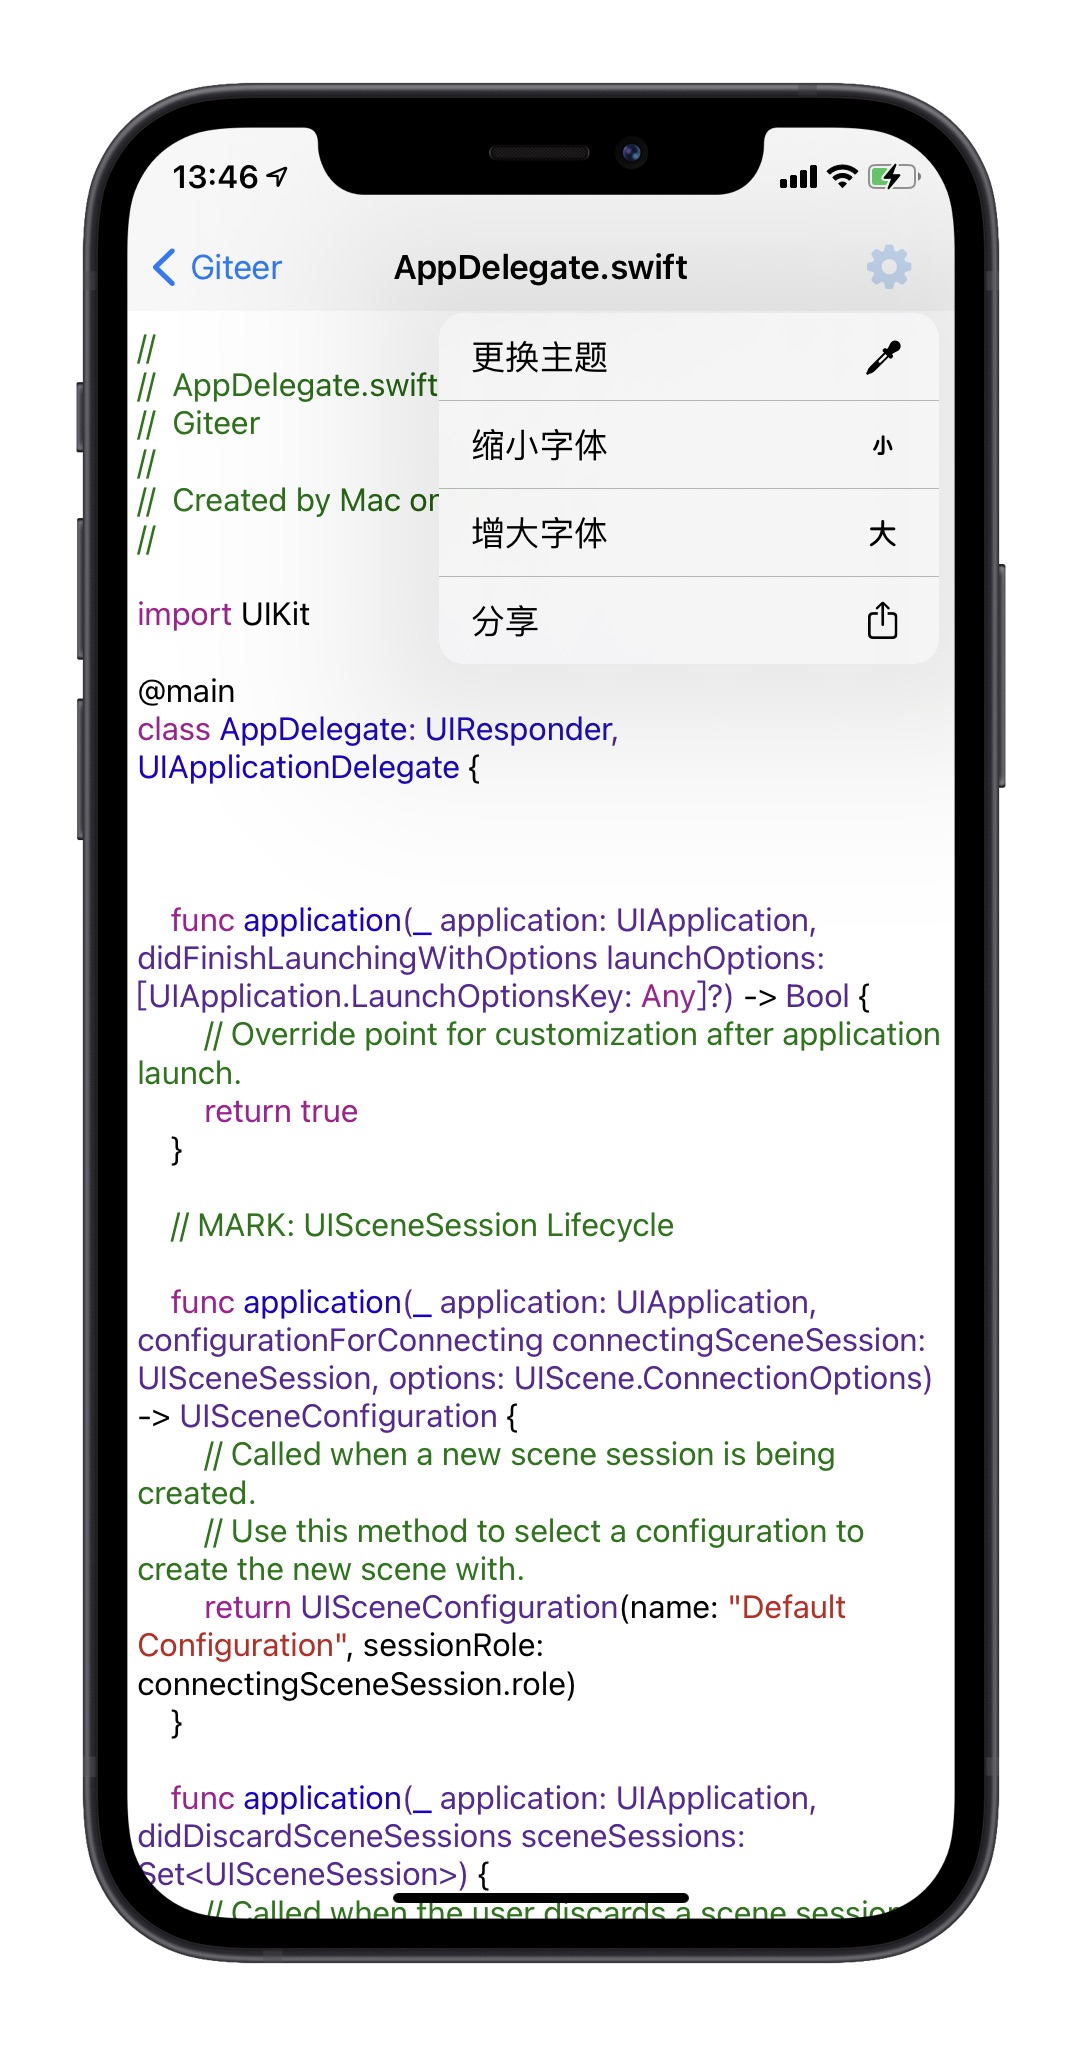 13:46
Giteer
AppDelegate.swift
更换主题
缩小字体
小
增大字体
大
分享
//
// AppDelegate.swift
// Giteer
//
// Created by Mac
//
import UIKit
@main
class AppDelegate: UIResponder,
UIApplicationDelegate {
func application(_ application: UIApplication,
didFinishLaunchingWithOptions launchOptions:
[UIApplication.LaunchOptionsKey: Any]?) -> Bool {
// Override point for customization after application
launch.
return true
}
// MARK: UISceneSession Lifecycle
func application(_ application: UIApplication,
configurationForConnecting connectingSceneSession:
UISceneSession, options: UIScene.ConnectionOptions)
-> UISceneConfiguration {
// Called when a new scene session is being
created.
// Use this method to select a configuration to
create the new scene with.
return UISceneConfiguration(name: "Default
Configuration", sessionRole:
connectingSceneSession.role)
}
func application(_ application: UIApplication,
didDiscardSceneSessions sceneSessions:
Set<UISceneSession>) {
// Called when the user discards a scene session